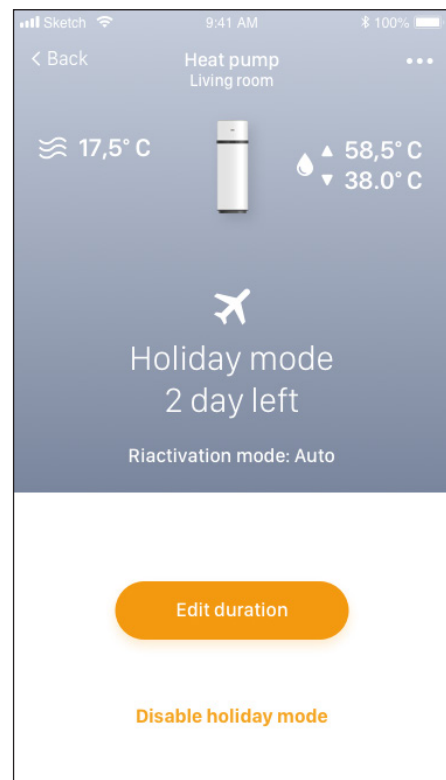 Sketch 9:41 AM 100%
< Back Heat pump •••
Living room
17,5° C ▲ 58,5° C
▼ 38.0° C
Holiday mode
2 day left
Riactivation mode: Auto
Edit duration
Disable holiday mode